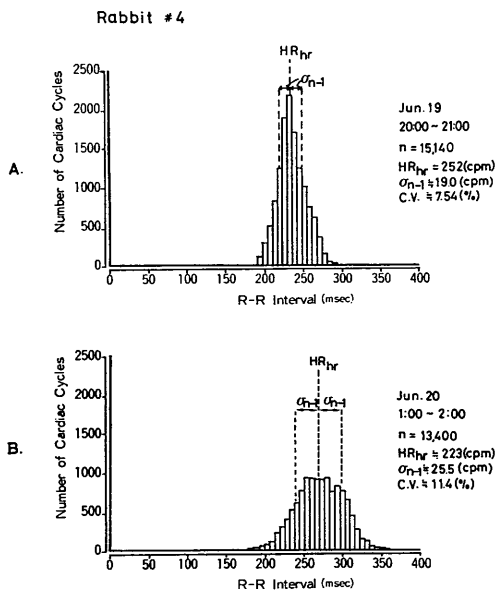 Rabbit #4
A.
HRhr
σn-1
Number of Cardiac Cycles
2500
2000
1500
1000
500
0
0 50 100 150 200 250 300 350 400
R-R Interval (msec)
Jun. 19
20:00 ~ 21:00
n = 15,140
HRhr = 252 (cpm)
σn-1 ≒ 19.0 (cpm)
C.V. ≒ 7.54 (%)
B.
HRhr
σn-1 σn-1
Number of Cardiac Cycles
2500
2000
1500
1000
500
0
0 50 100 150 200 250 300 350 400
R-R Interval (msec)
Jun. 20
1:00 ~ 2:00
n = 13,400
HRhr ≒ 223 (cpm)
σn-1 ≒ 25.5 (cpm)
C.V. ≒ 11.4 (%)